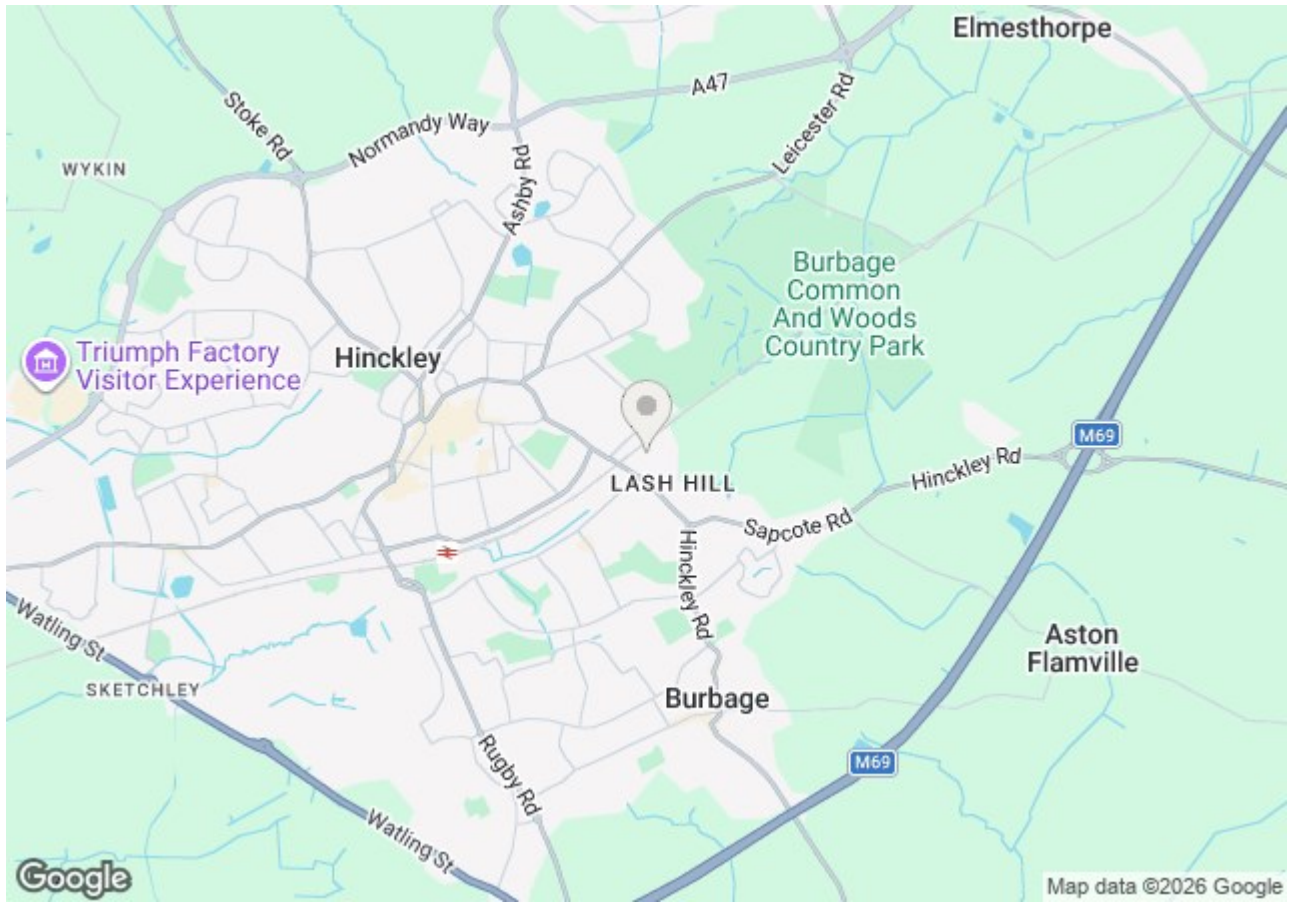 Elmesthorpe
A47
Leicester Rd
Stoke Rd
Normandy Way
Ashby Rd
WYKIN
Burbage
Common
And Woods
Country Park
Triumph Factory
Visitor Experience
Hinckley
M69
Hinckley Rd
LASH HILL
Sapcote Rd
Hinckley Rd
Watling St
Aston
Flamville
SKETCHLEY
Burbage
Rugby Rd
M69
Watling St
Google
Map data ©2026 Google